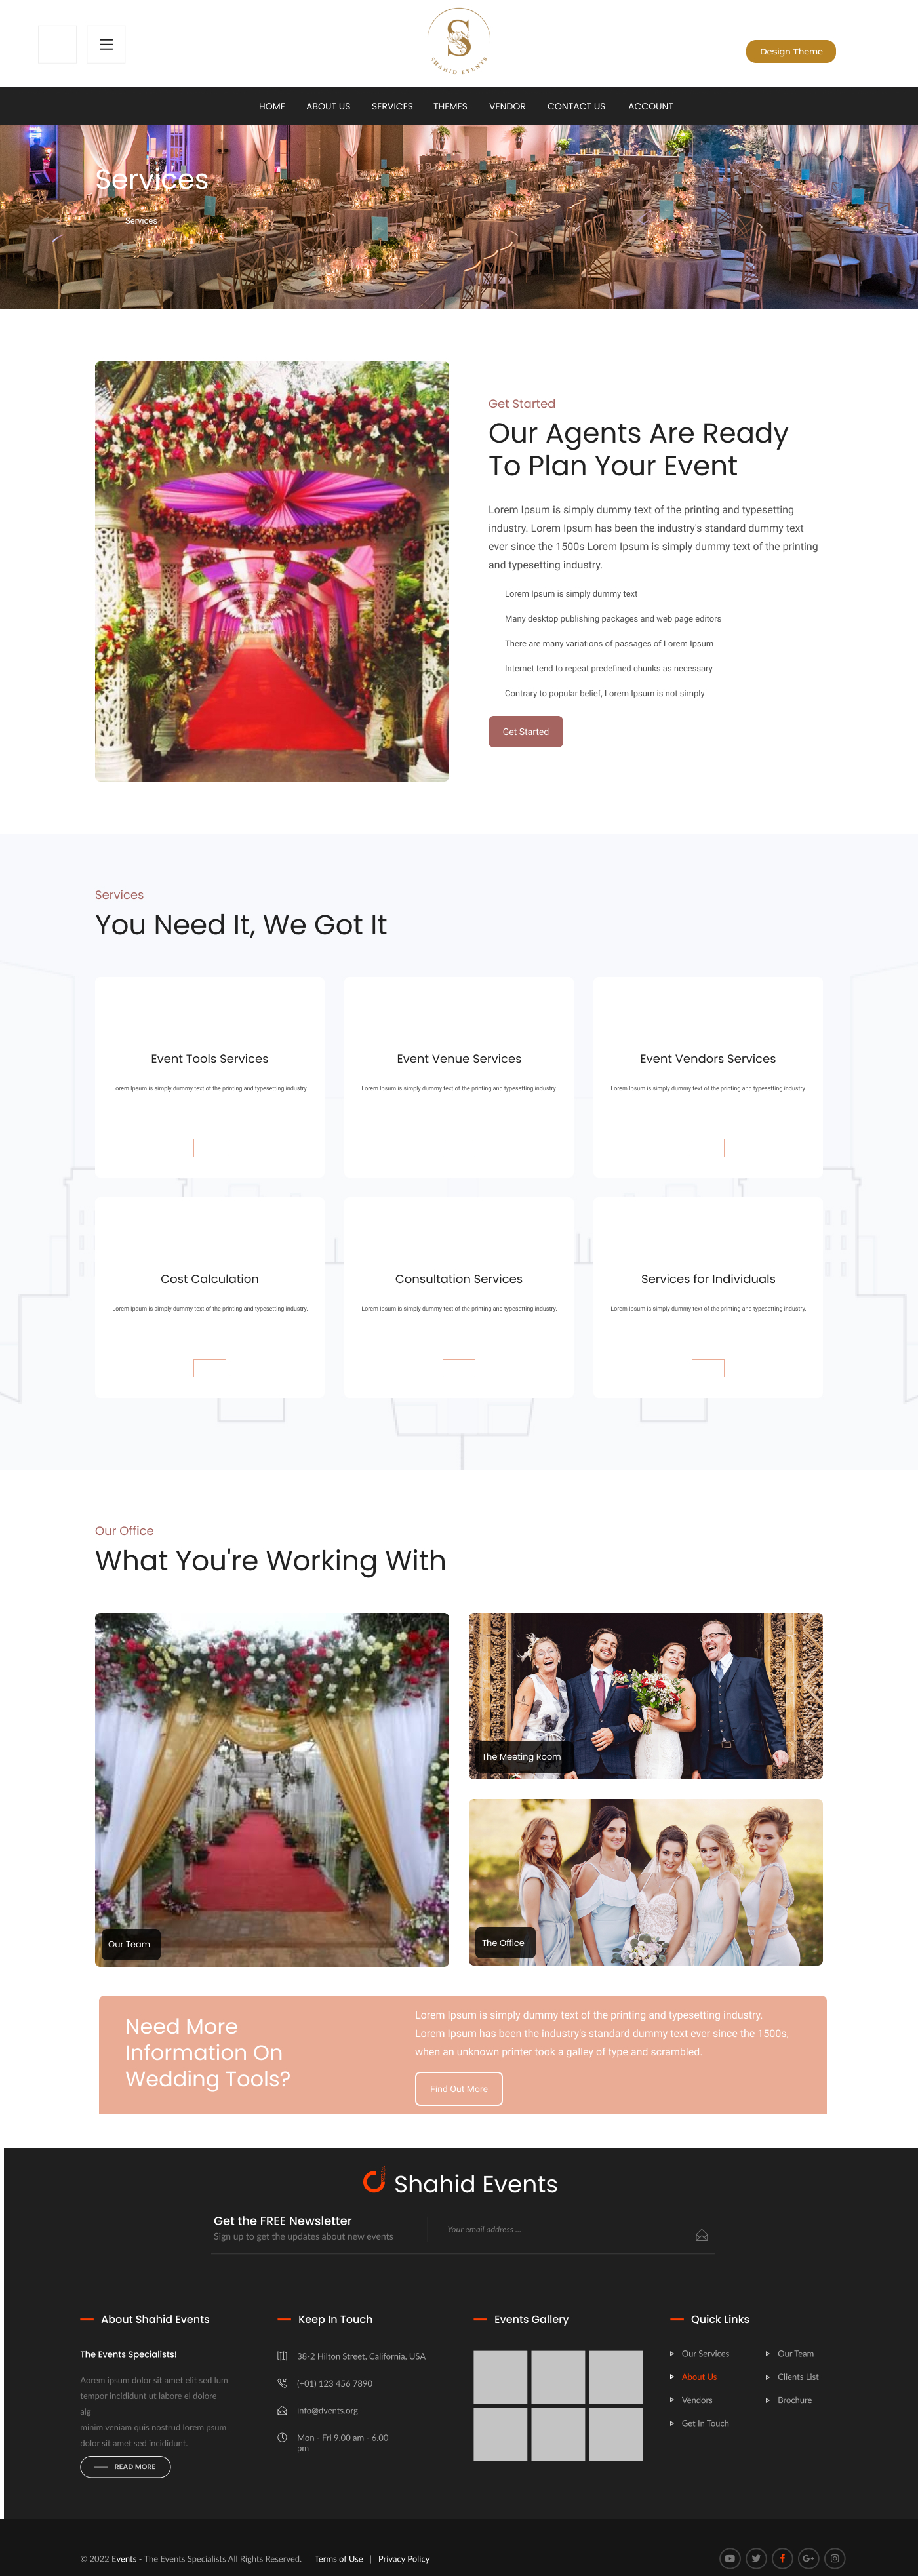 S
SHAHID EVENTS
Design Theme
HOME ABOUT US SERVICES THEMES VENDOR CONTACT US ACCOUNT
Services
Services
Get Started
Our Agents Are Ready
To Plan Your Event
Lorem Ipsum is simply dummy text of the printing and typesetting
industry. Lorem Ipsum has been the industry's standard dummy text
ever since the 1500s Lorem Ipsum is simply dummy text of the printing
and typesetting industry.
Lorem Ipsum is simply dummy text
Many desktop publishing packages and web page editors
There are many variations of passages of Lorem Ipsum
Internet tend to repeat predefined chunks as necessary
Contrary to popular belief, Lorem Ipsum is not simply
Get Started
Services
You Need It, We Got It
Event Tools Services
Lorem Ipsum is simply dummy text of the printing and typesetting industry.
Event Venue Services
Lorem Ipsum is simply dummy text of the printing and typesetting industry.
Event Vendors Services
Lorem Ipsum is simply dummy text of the printing and typesetting industry.
Cost Calculation
Lorem Ipsum is simply dummy text of the printing and typesetting industry.
Consultation Services
Lorem Ipsum is simply dummy text of the printing and typesetting industry.
Services for Individuals
Lorem Ipsum is simply dummy text of the printing and typesetting industry.
Our Office
What You're Working With
Our Team
The Meeting Room
The Office
Need More
Information On
Wedding Tools?
Lorem Ipsum is simply dummy text of the printing and typesetting industry.
Lorem Ipsum has been the industry's standard dummy text ever since the 1500s,
when an unknown printer took a galley of type and scrambled.
Find Out More
Shahid Events
Get the FREE Newsletter
Sign up to get the updates about new events
Your email address ...
About Shahid Events
The Events Specialists!
Aorem ipsum dolor sit amet elit sed lum
tempor incididunt ut labore el dolore
alg
minim veniam quis nostrud lorem psum
dolor sit amet sed incididunt.
READ MORE
Keep In Touch
38-2 Hilton Street, California, USA
(+01) 123 456 7890
info@dvents.org
Mon - Fri 9.00 am - 6.00
pm
Events Gallery
Quick Links
Our Services
About Us
Vendors
Get In Touch
Our Team
Clients List
Brochure
© 2022 Events - The Events Specialists All Rights Reserved. Terms of Use | Privacy Policy